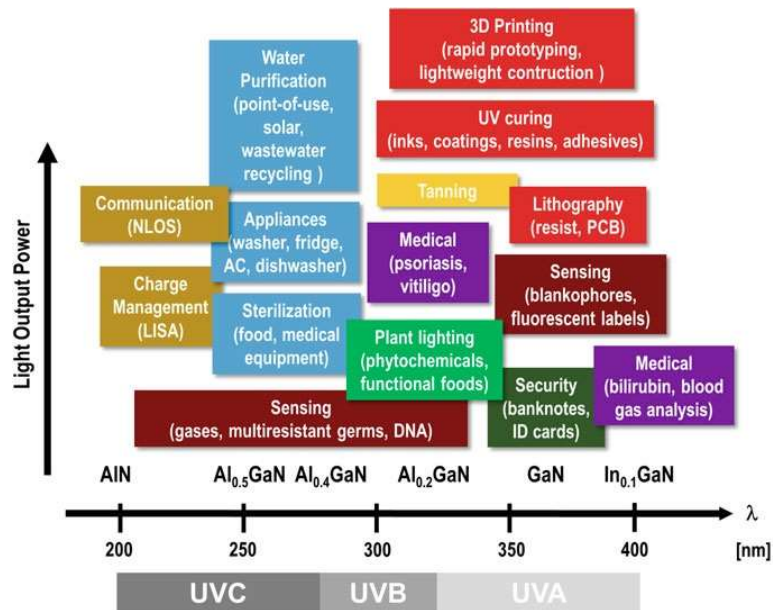 3D Printing
(rapid prototyping,
lightweight contruction )
Water
Purification
(point-of-use,
solar,
wastewater
recycling )
UV curing
(inks, coatings, resins, adhesives)
Tanning
Communication
(NLOS)
Appliances
(washer, fridge,
AC, dishwasher)
Lithography
(resist, PCB)
Medical
(psoriasis,
vitiligo)
Charge
Management
(LISA)
Sensing
(blankophores,
fluorescent labels)
Sterilization
(food, medical
equipment)
Plant lighting
(phytochemicals,
functional foods)
Medical
(bilirubin, blood
gas analysis)
Security
(banknotes,
ID cards)
Sensing
(gases, multiresistant germs, DNA)
Light Output Power
AlN Al0.5GaN Al0.4GaN Al0.2GaN GaN In0.1GaN
λ
200 250 300 350 400 [nm]
UVC UVB UVA